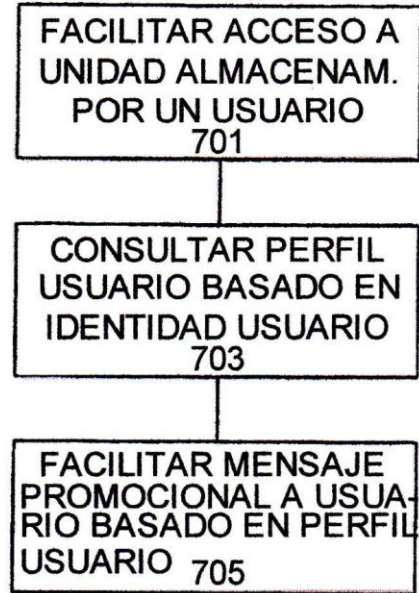 FACILITAR ACCESO A
UNIDAD ALMACENAM.
POR UN USUARIO
701
CONSULTAR PERFIL
USUARIO BASADO EN
IDENTIDAD USUARIO
703
FACILITAR MENSAJE
PROMOCIONAL A USUA-
RIO BASADO EN PERFIL
USUARIO 705